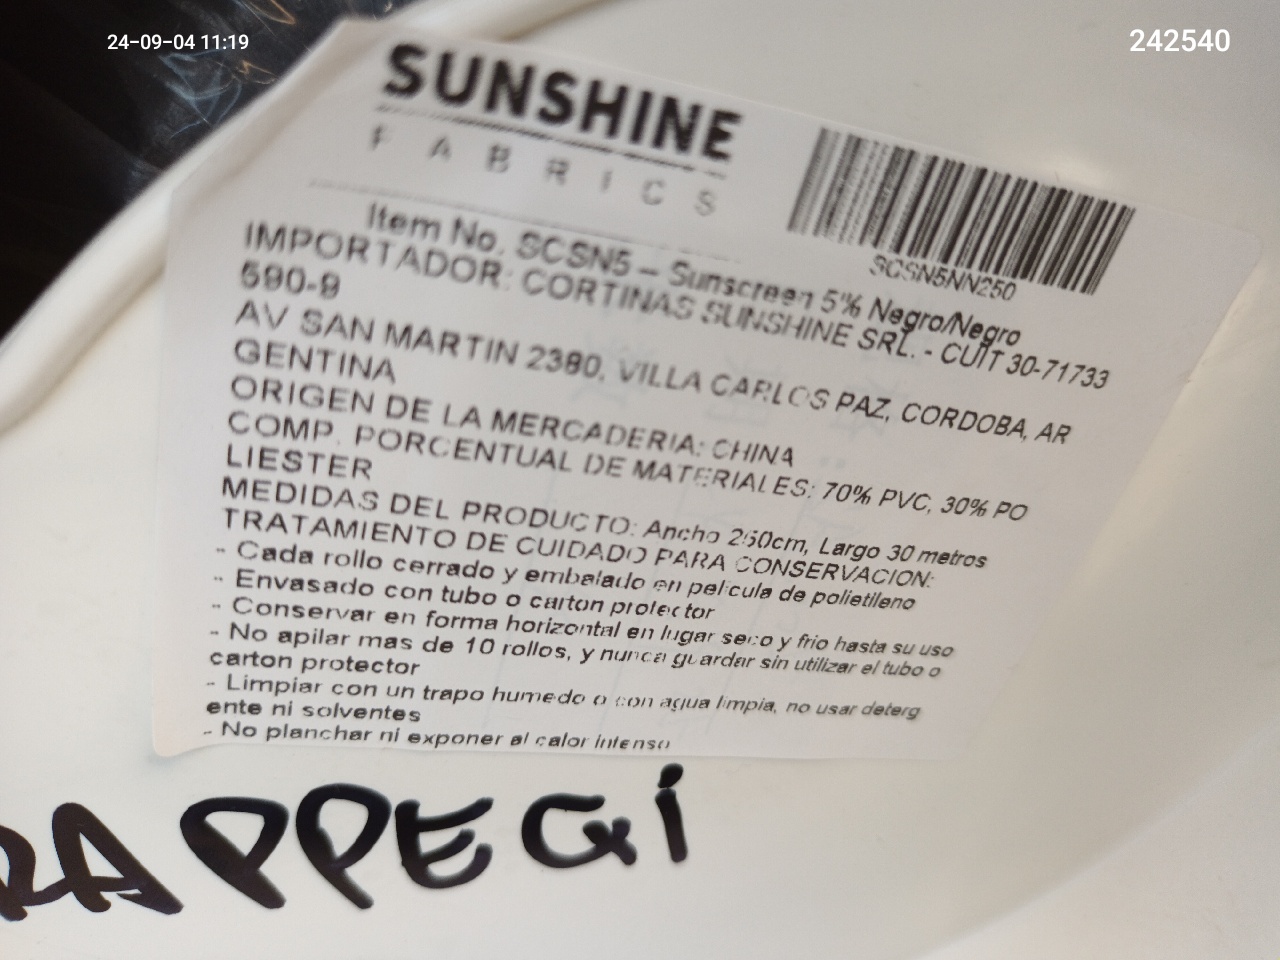 24-09-04 11:19
242540
SUNSHINE
FABRICS
SCSN5NN250
Item No. SCSN5 - Sunscreen 5% Negro/Negro
IMPORTADOR: CORTINAS SUNSHINE SRL. - CUIT 30-71733
590-9
AV SAN MARTIN 2380, VILLA CARLOS PAZ, CORDOBA, AR
GENTINA
ORIGEN DE LA MERCADERIA: CHINA
COMP. PORCENTUAL DE MATERIALES: 70% PVC, 30% PO
LIESTER
MEDIDAS DEL PRODUCTO: Ancho 250cm, Largo 30 metros
TRATAMIENTO DE CUIDADO PARA CONSERVACION:
- Cada rollo cerrado y embalado en pelicula de polietileno
- Envasado con tubo o carton protector
- Conservar en forma horizontal en lugar seco y frio hasta su uso
- No apilar mas de 10 rollos, y nunca guardar sin utilizar el tubo o
carton protector
- Limpiar con un trapo humedo o con agua limpia, no usar deterg
ente ni solventes
- No planchar ni exponer al calor intenso
RAPPEGI